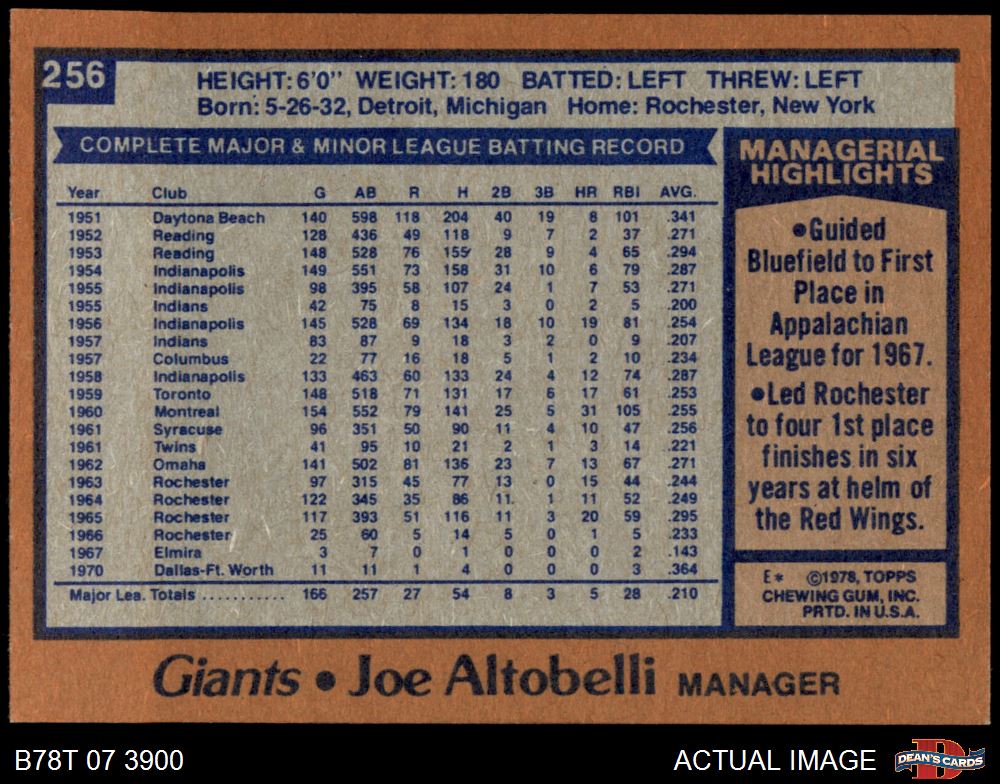 256
HEIGHT: 6'0" WEIGHT: 180 BATTED: LEFT THREW: LEFT
Born: 5-26-32, Detroit, Michigan Home: Rochester, New York
COMPLETE MAJOR & MINOR LEAGUE BATTING RECORD
Year Club G AB R H 2B 3B HR RBI AVG.
1951 Daytona Beach 140 598 118 204 40 19 8 101 .341
1952 Reading 128 436 49 118 9 7 2 37 .271
1953 Reading 148 528 76 155 28 9 4 65 .294
1954 Indianapolis 149 551 73 158 31 10 6 79 .287
1955 Indianapolis 98 395 58 107 24 1 7 53 .271
1955 Indians 42 75 8 15 3 0 2 5 .200
1956 Indianapolis 145 528 69 134 18 10 19 81 .254
1957 Indians 83 87 9 18 3 2 0 9 .207
1957 Columbus 22 77 16 18 5 1 2 10 .234
1958 Indianapolis 133 463 60 133 24 4 12 74 .287
1959 Toronto 148 518 71 131 17 6 17 61 .253
1960 Montreal 154 552 79 141 25 5 31 105 .255
1961 Syracuse 96 351 50 90 11 4 10 47 .256
1961 Twins 41 95 10 21 2 1 3 14 .221
1962 Omaha 141 502 81 136 23 7 13 67 .271
1963 Rochester 97 315 45 77 13 0 15 44 .244
1964 Rochester 122 345 35 86 11 1 11 52 .249
1965 Rochester 117 393 51 116 11 3 20 59 .295
1966 Rochester 25 60 5 14 5 0 1 5 .233
1967 Elmira 3 7 0 1 0 0 0 2 .143
1970 Dallas-Ft. Worth 11 11 1 4 0 0 0 3 .364
Major Lea. Totals ........... 166 257 27 54 8 3 5 28 .210
MANAGERIAL
HIGHLIGHTS
•Guided
Bluefield to First
Place in
Appalachian
League for 1967.
•Led Rochester
to four 1st place
finishes in six
years at helm of
the Red Wings.
E* ©1978, TOPPS
CHEWING GUM, INC.
PRTD. IN U.S.A.
Giants • Joe Altobelli MANAGER
B78T 07 3900
ACTUAL IMAGE
D
DEAN'S CARDS